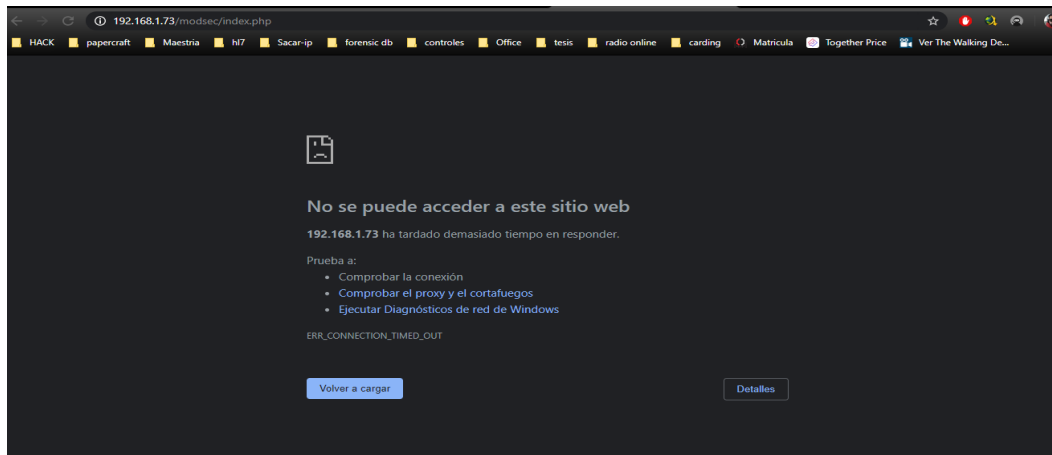 192.168.1.73/modsec/index.php
HACK papercraft Maestria hl7 Sacar-ip forensic db controles Office tesis radio online carding Matricula Together Price Ver The Walking De...
No se puede acceder a este sitio web
192.168.1.73 ha tardado demasiado tiempo en responder.
Prueba a:
Comprobar la conexión
Comprobar el proxy y el cortafuegos
Ejecutar Diagnósticos de red de Windows
ERR_CONNECTION_TIMED_OUT
Volver a cargar Detalles